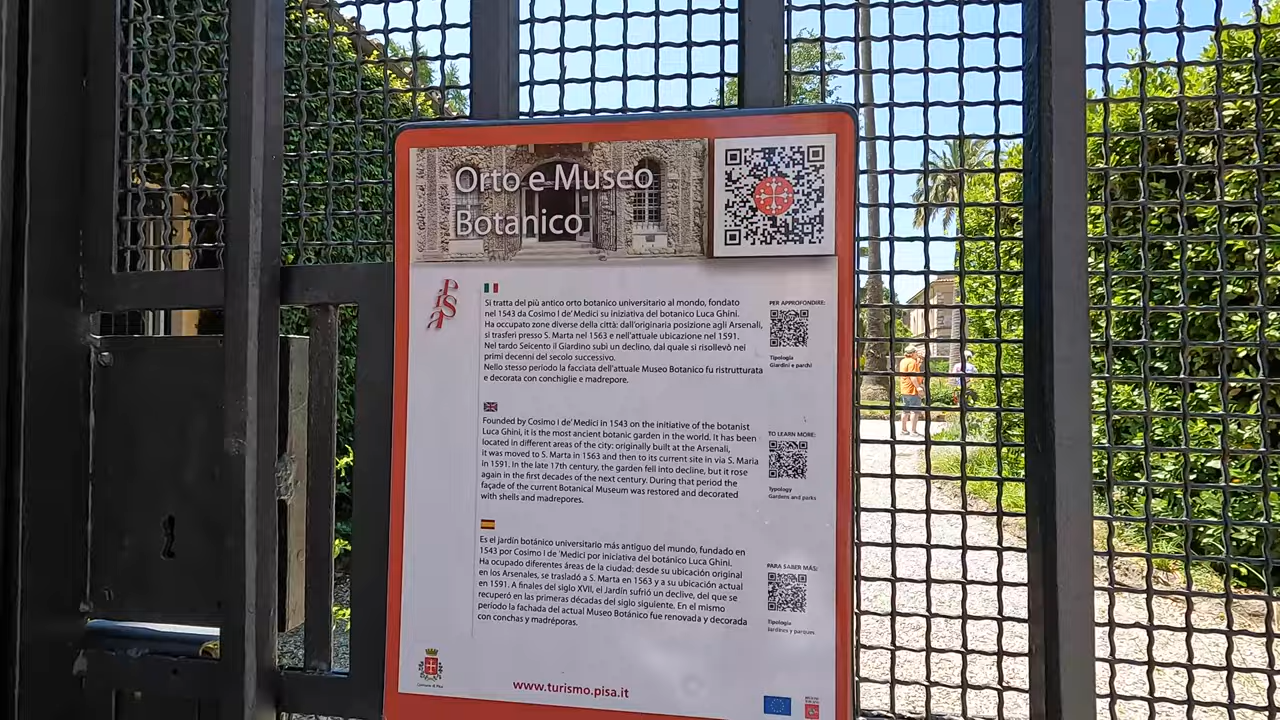 Orto e Museo
Botanico
PiSA
Si tratta del più antico orto botanico universitario al mondo, fondato
nel 1543 da Cosimo I de' Medici su iniziativa del botanico Luca Ghini.
Ha occupato zone diverse della città: dall'originaria posizione agli Arsenali,
si trasferì presso S. Marta nel 1563 e nell'attuale ubicazione nel 1591.
Nel tardo Seicento il Giardino subì un declino, dal quale si risollevò nei
primi decenni del secolo successivo.
Nello stesso periodo la facciata dell'attuale Museo Botanico fu ristrutturata
e decorata con conchiglie e madrepore.
PER APPROFONDIRE:
Tipologia
Giardini e parchi
Founded by Cosimo I de' Medici in 1543 on the initiative of the botanist
Luca Ghini, it is the most ancient botanic garden in the world. It has been
located in different areas of the city: originally built at the Arsenali,
it was moved to S. Marta in 1563 and then to its current site in via S. Maria
in 1591. In the late 17th century, the garden fell into decline, but it rose
again in the first decades of the next century. During that period the
façade of the current Botanical Museum was restored and decorated
with shells and madrepores.
TO LEARN MORE:
Typology
Gardens and parks
Es el jardín botánico universitario más antiguo del mundo, fundado en
1543 por Cosimo I de 'Medici por iniciativa del botánico Luca Ghini.
Ha ocupado diferentes áreas de la ciudad: desde su ubicación original
en los Arsenales, se trasladó a S. Marta en 1563 y a su ubicación actual
en 1591. A finales del siglo XVII, el Jardín sufrió un declive, del que se
recuperó en las primeras décadas del siglo siguiente. En el mismo
período la fachada del actual Museo Botánico fue renovada y decorada
con conchas y madréporas.
PARA SABER MÁS:
Tipología
Jardines y parques
Comune di Pisa
www.turismo.pisa.it